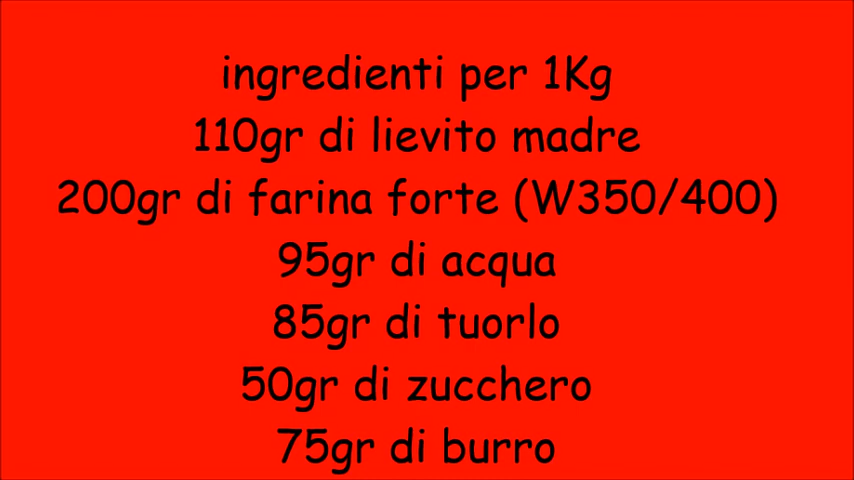 ingredienti per 1Kg
110gr di lievito madre
200gr di farina forte (W350/400)
95gr di acqua
85gr di tuorlo
50gr di zucchero
75gr di burro